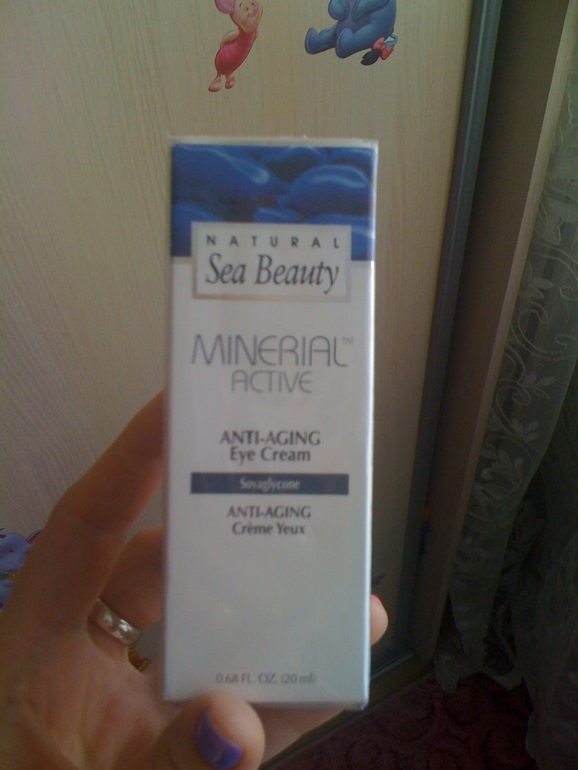 NATURAL
Sea Beauty
MINERIAL™
ACTIVE
ANTI-AGING
Eye Cream
Soyaglycone
ANTI-AGING
Crème Yeux
0.68 FL. OZ. (20 ml)